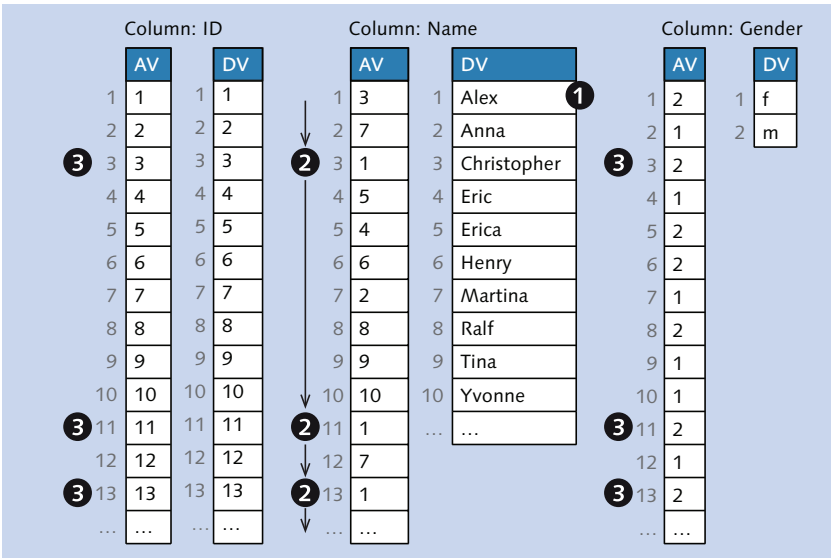 Column: ID Column: Name Column: Gender
AV DV AV DV AV DV
1 1 1 1 1 3 1 Alex 1 1 2 1 f
2 2 2 2 2 7 2 Anna 2 1 2 m
3 3 3 3 3 2 3 1 3 Christopher 3 3 2
4 4 4 4 4 5 4 Eric 4 1
5 5 5 5 5 4 5 Erica 5 2
6 6 6 6 6 6 6 Henry 6 2
7 7 7 7 7 2 7 Martina 7 1
8 8 8 8 8 8 8 Ralf 8 2
9 9 9 9 9 9 9 Tina 9 1
10 10 10 10 10 10 10 Yvonne 10 1
3 11 11 11 11 2 11 1 ... ... 3 11 2
12 12 12 12 12 7 12 1
3 13 13 13 13 2 13 1 3 13 2
... ... ... ... ... ... ... ...